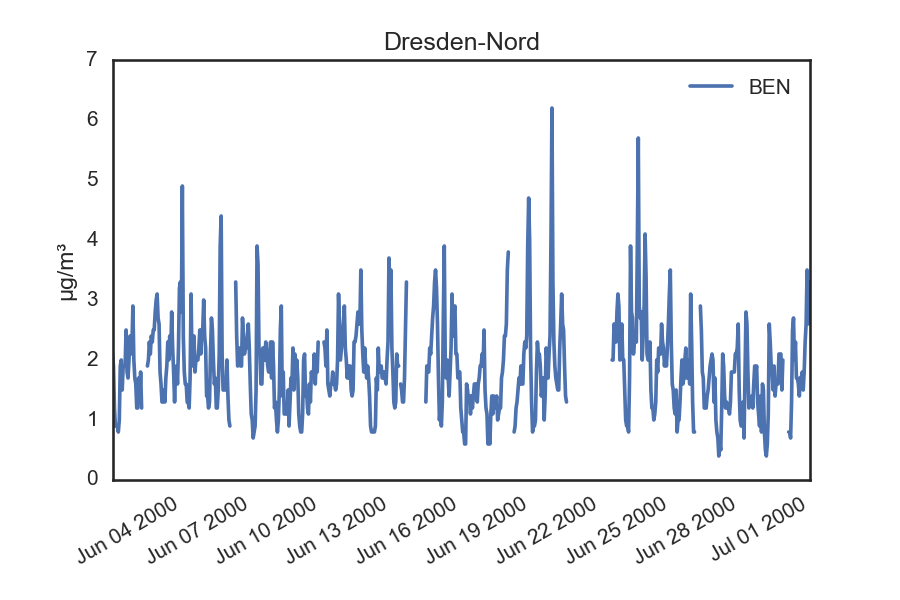 Dresden-Nord
7
6
5
4
3
2
1
0
µg/m³
BEN
Jun 04 2000
Jun 07 2000
Jun 10 2000
Jun 13 2000
Jun 16 2000
Jun 19 2000
Jun 22 2000
Jun 25 2000
Jun 28 2000
Jul 01 2000